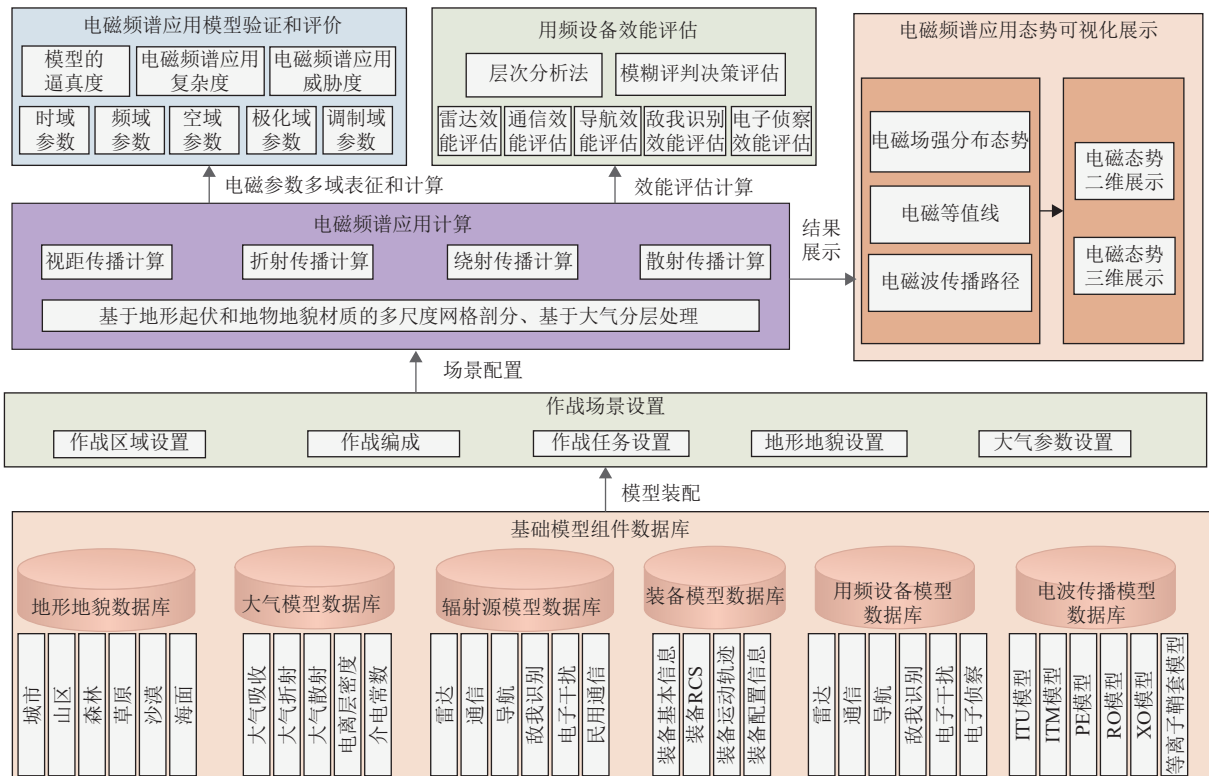 电磁频谱应用模型验证和评价
模型的
逼真度
电磁频谱应用
复杂度
电磁频谱应用
威胁度
时域
参数
频域
参数
空域
参数
极化域
参数
调制域
参数
用频设备效能评估
层次分析法
模糊评判决策评估
雷达效
能评估
通信效
能评估
导航效
能评估
敌我识别
效能评估
电子侦察
效能评估
电磁频谱应用态势可视化展示
电磁场强分布态势
电磁等值线
电磁波传播路径
电磁态势
二维展示
电磁态势
三维展示
电磁参数多域表征和计算
效能评估计算
电磁频谱应用计算
视距传播计算
折射传播计算
绕射传播计算
散射传播计算
基于地形起伏和地物地貌材质的多尺度网格剖分、基于大气分层处理
结果
展示
场景配置
作战场景设置
作战区域设置
作战编成
作战任务设置
地形地貌设置
大气参数设置
模型装配
基础模型组件数据库
地形地貌数据库
城市
山区
森林
草原
沙漠
海面
大气模型数据库
大气吸收
大气折射
大气散射
电离层密度
介电常数
辐射源模型数据库
雷达
通信
导航
敌我识别
电子干扰
民用通信
装备模型数据库
装备基本信息
装备RCS
装备运动轨迹
装备配置信息
用频设备模型
数据库
雷达
通信
导航
敌我识别
电子干扰
电子侦察
电波传播模型
数据库
ITU模型
ITM模型
PE模型
RO模型
XO模型
等离子鞘套模型